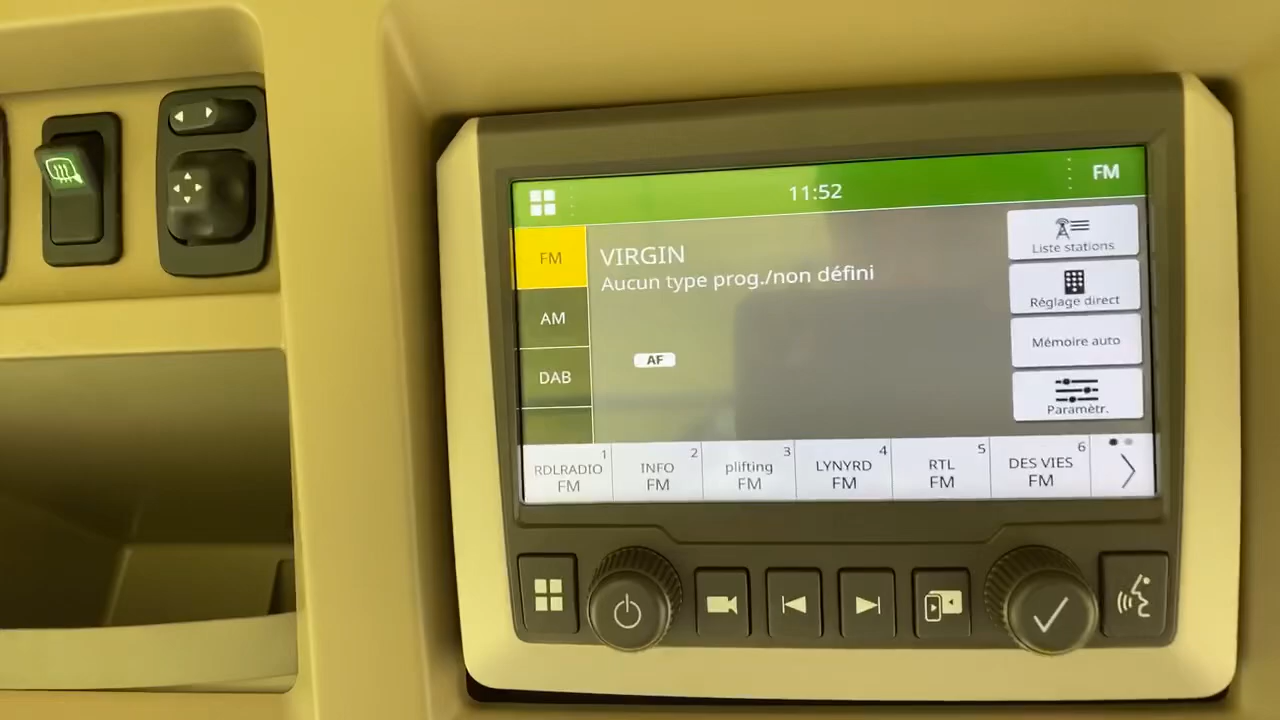 11:52
FM
FM
VIRGIN
Aucun type prog./non défini
AM
AF
DAB
Liste stations
Réglage direct
Mémoire auto
Paramètr.
1
RDLRADIO
FM
2
INFO
FM
3
plifting
FM
4
LYNYRD
FM
5
RTL
FM
6
DES VIES
FM